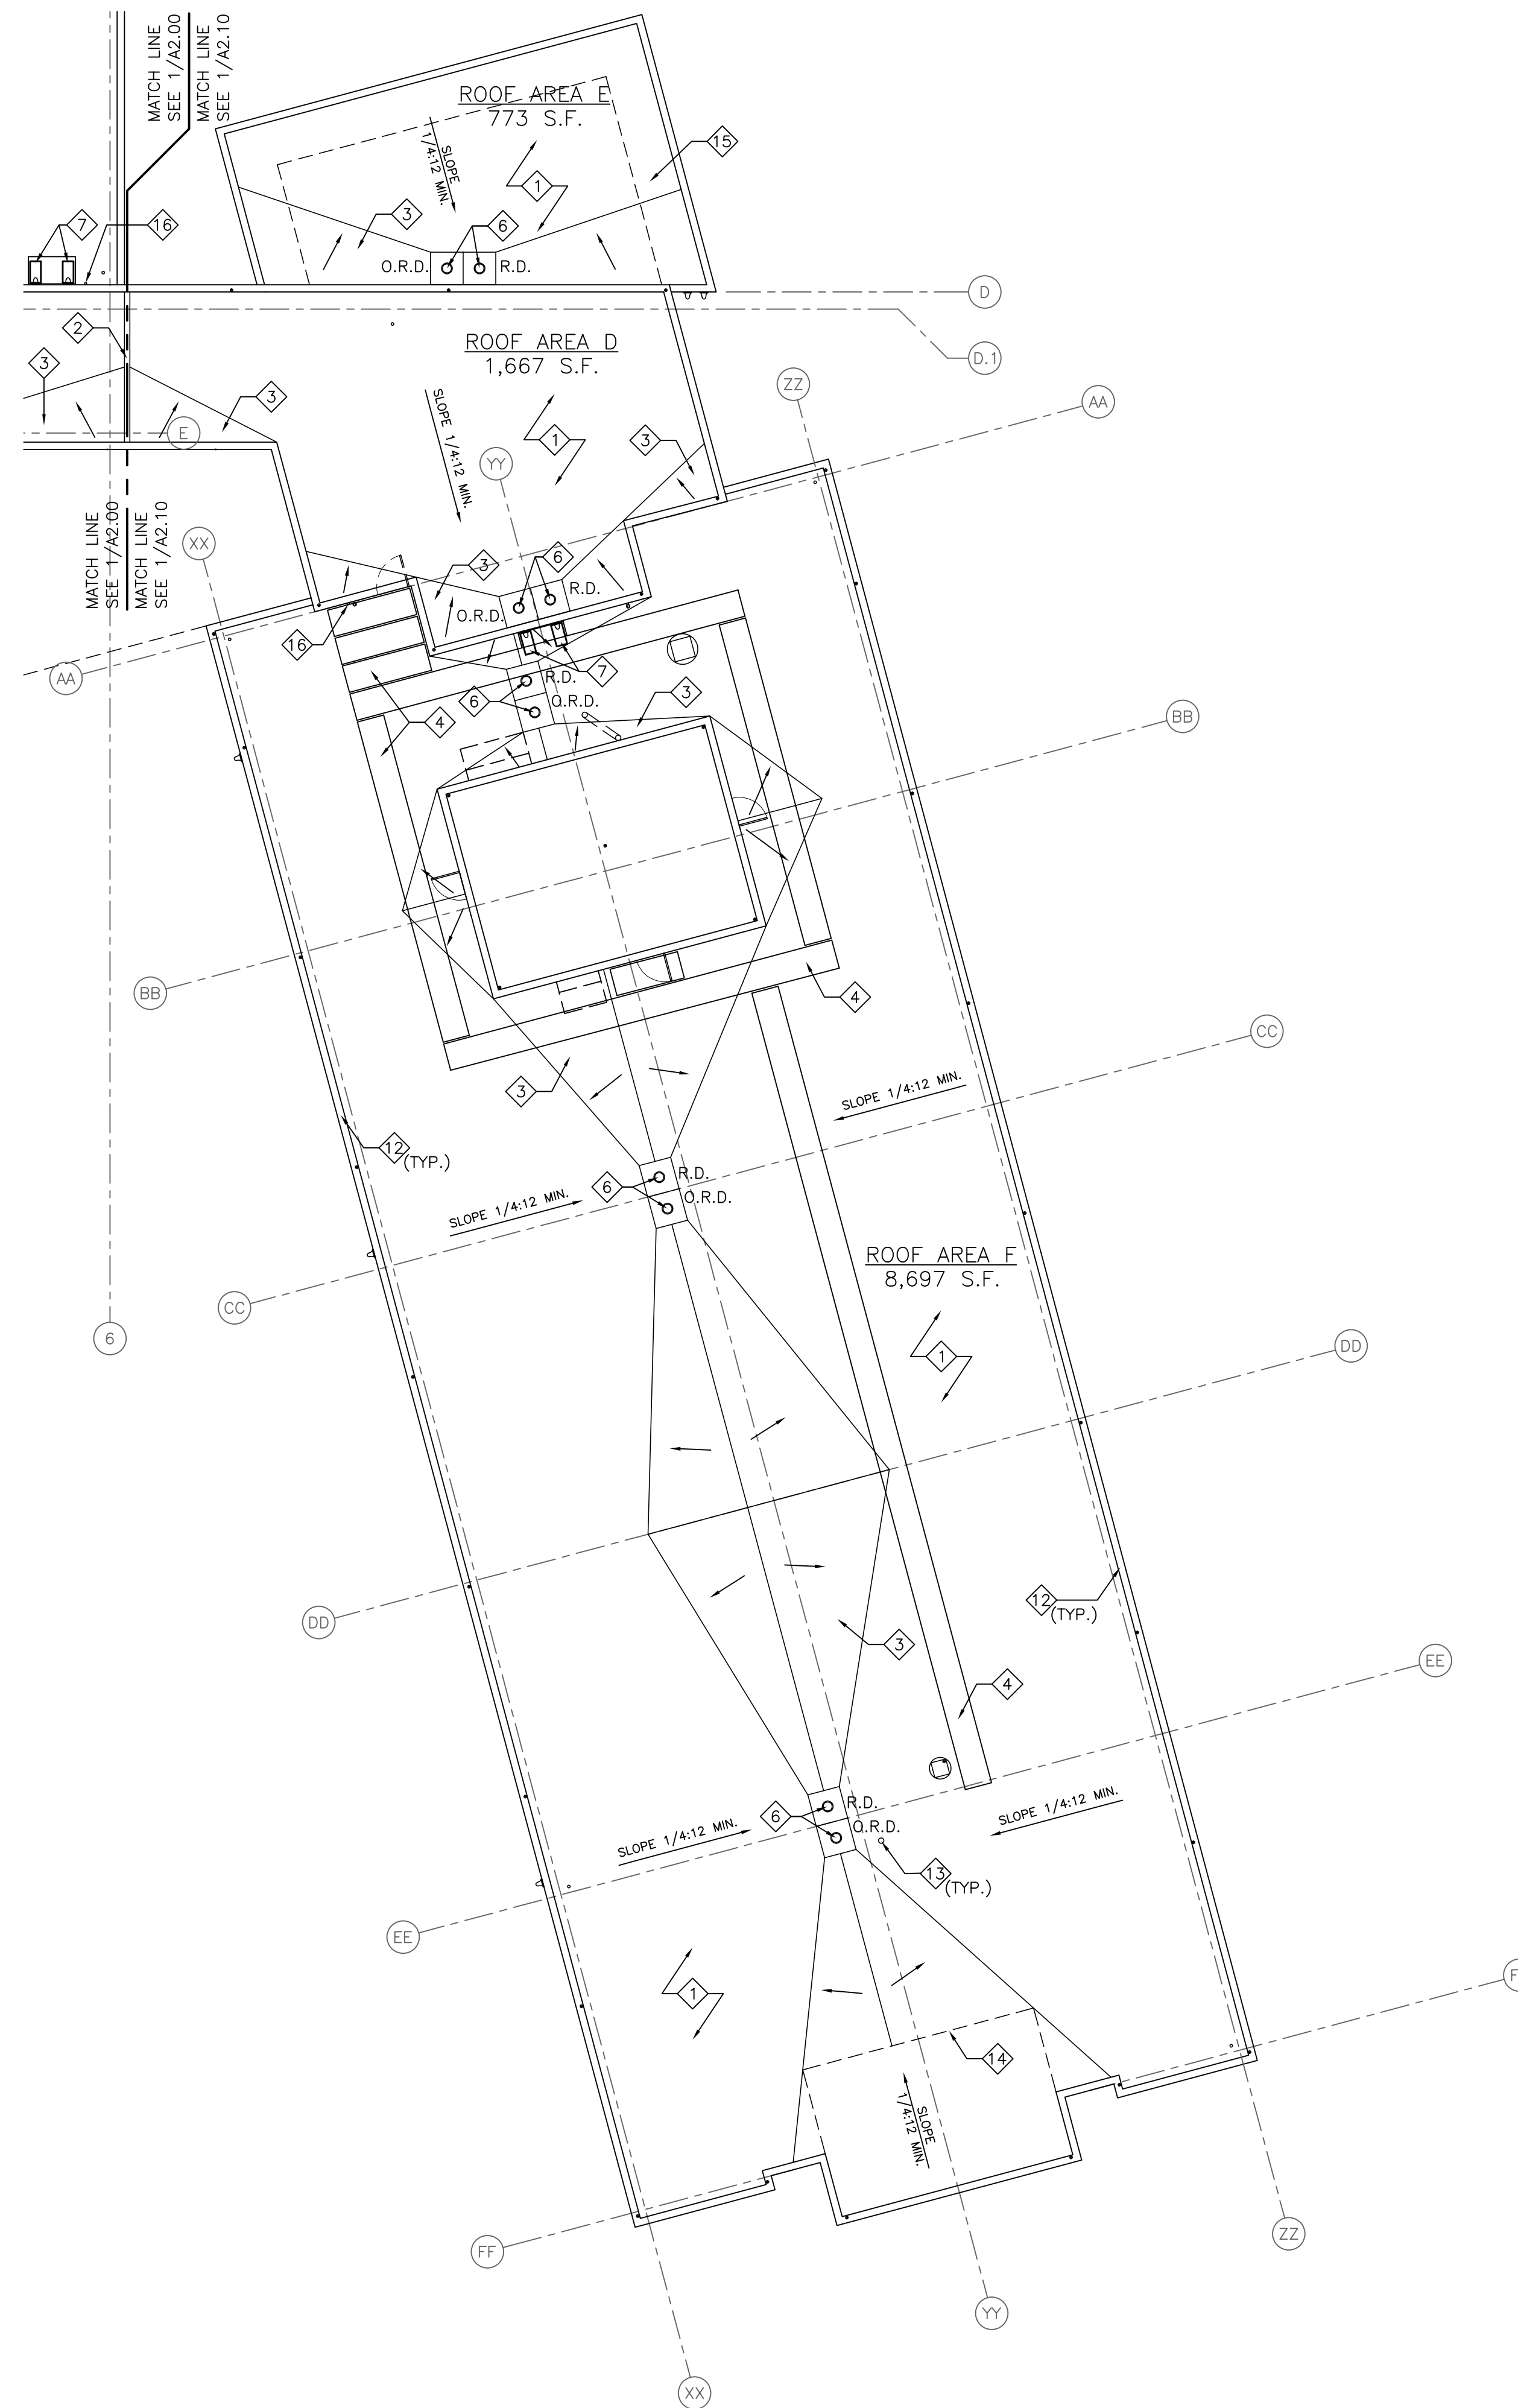 MATCH LINE
SEE 1/A2.00
MATCH LINE
SEE 1/A2.10
ROOF AREA E
773 S.F.
SLOPE
1/4:12 MIN.
15
1
3
6
O.R.D.
R.D.
7
16
D
2
3
ROOF AREA D
1,667 S.F.
D.1
ZZ
AA
3
E
SLOPE 1/4:12 MIN.
1
3
YY
MATCH LINE
SEE 1/A2.00
MATCH LINE
SEE 1/A2.10
XX
3
6
R.D.
O.R.D.
16
7
AA
R.D.
6
O.R.D.
3
4
BB
BB
4
CC
3
SLOPE 1/4:12 MIN.
12
(TYP.)
6
R.D.
O.R.D.
SLOPE 1/4:12 MIN.
ROOF AREA F
8,697 S.F.
CC
6
1
DD
DD
12
(TYP.)
3
4
EE
6
R.D.
O.R.D.
SLOPE 1/4:12 MIN.
SLOPE 1/4:12 MIN.
13
(TYP.)
EE
1
14
SLOPE
1/4:12 MIN.
FF
ZZ
YY
XX